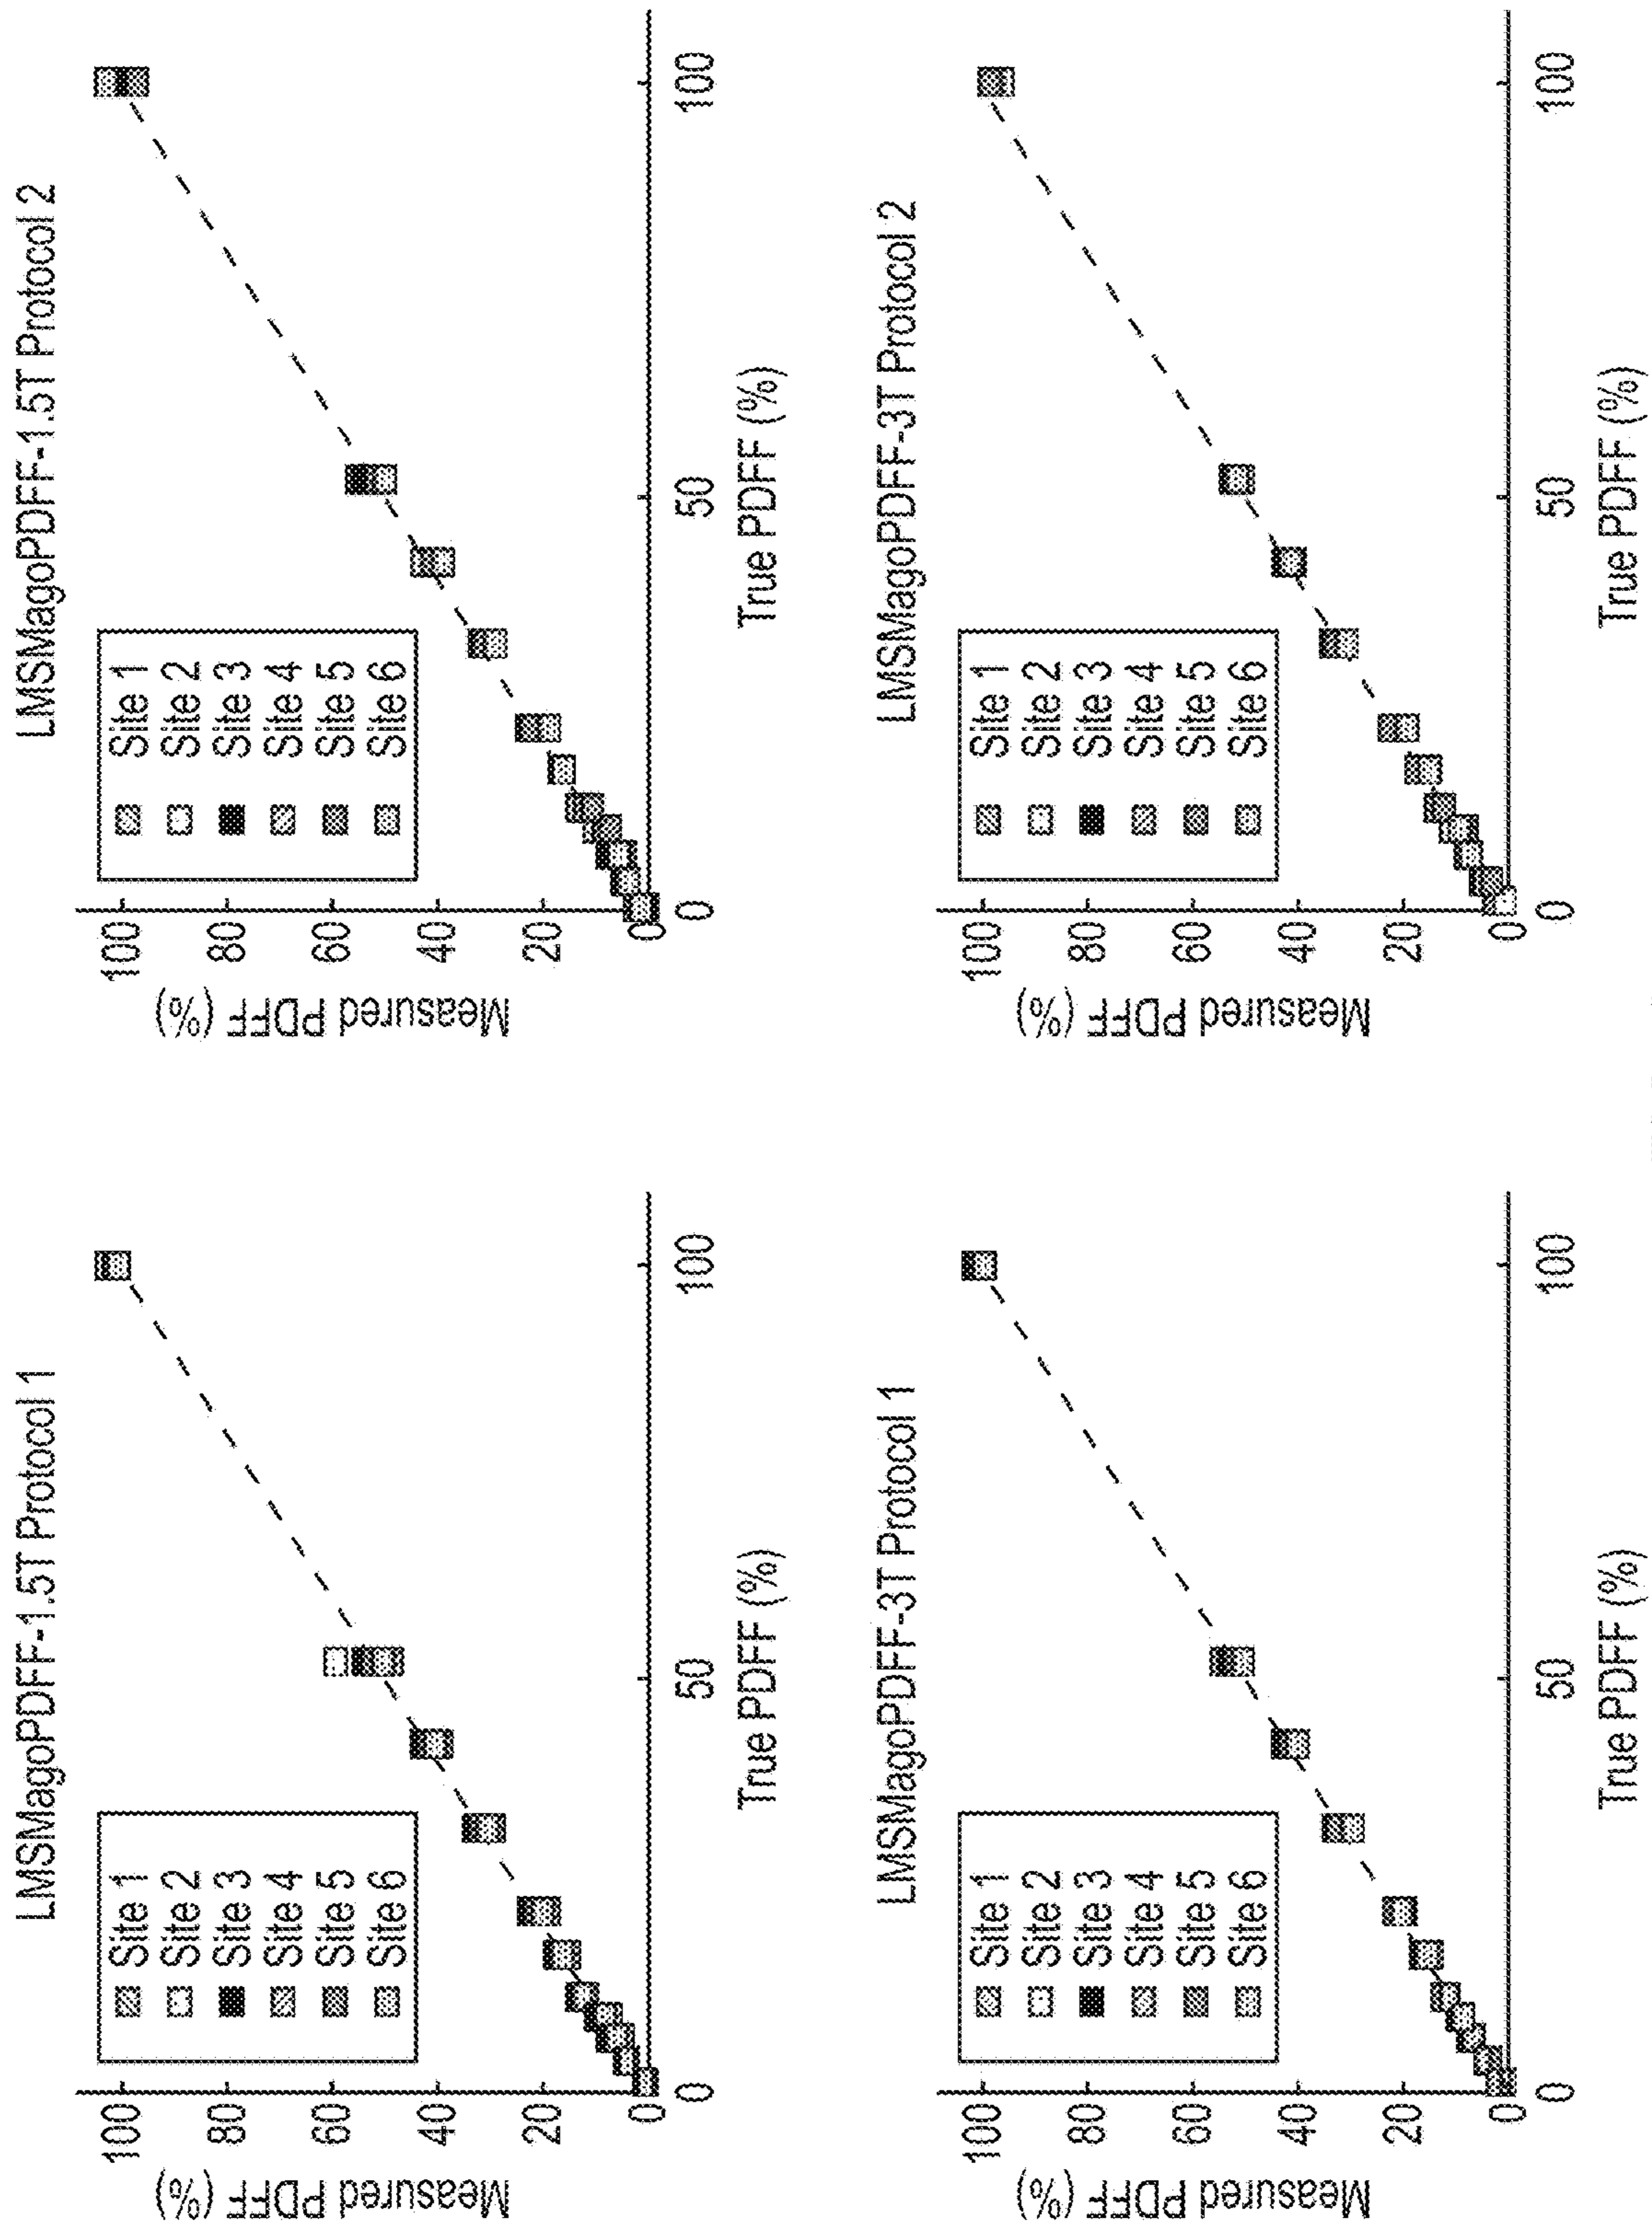 LMSMagoPDFF-1.5T Protocol 1
Measured PDFF (%)
100
80
60
40
20
0
Site 1
Site 2
Site 3
Site 4
Site 5
Site 6
0
50
100
True PDFF (%)
LMSMagoPDFF-1.5T Protocol 2
Measured PDFF (%)
100
80
60
40
20
0
Site 1
Site 2
Site 3
Site 4
Site 5
Site 6
0
50
100
True PDFF (%)
LMSMagoPDFF-3T Protocol 1
Measured PDFF (%)
100
80
60
40
20
0
Site 1
Site 2
Site 3
Site 4
Site 5
Site 6
0
50
100
True PDFF (%)
LMSMagoPDFF-3T Protocol 2
Measured PDFF (%)
100
80
60
40
20
0
Site 1
Site 2
Site 3
Site 4
Site 5
Site 6
0
50
100
True PDFF (%)